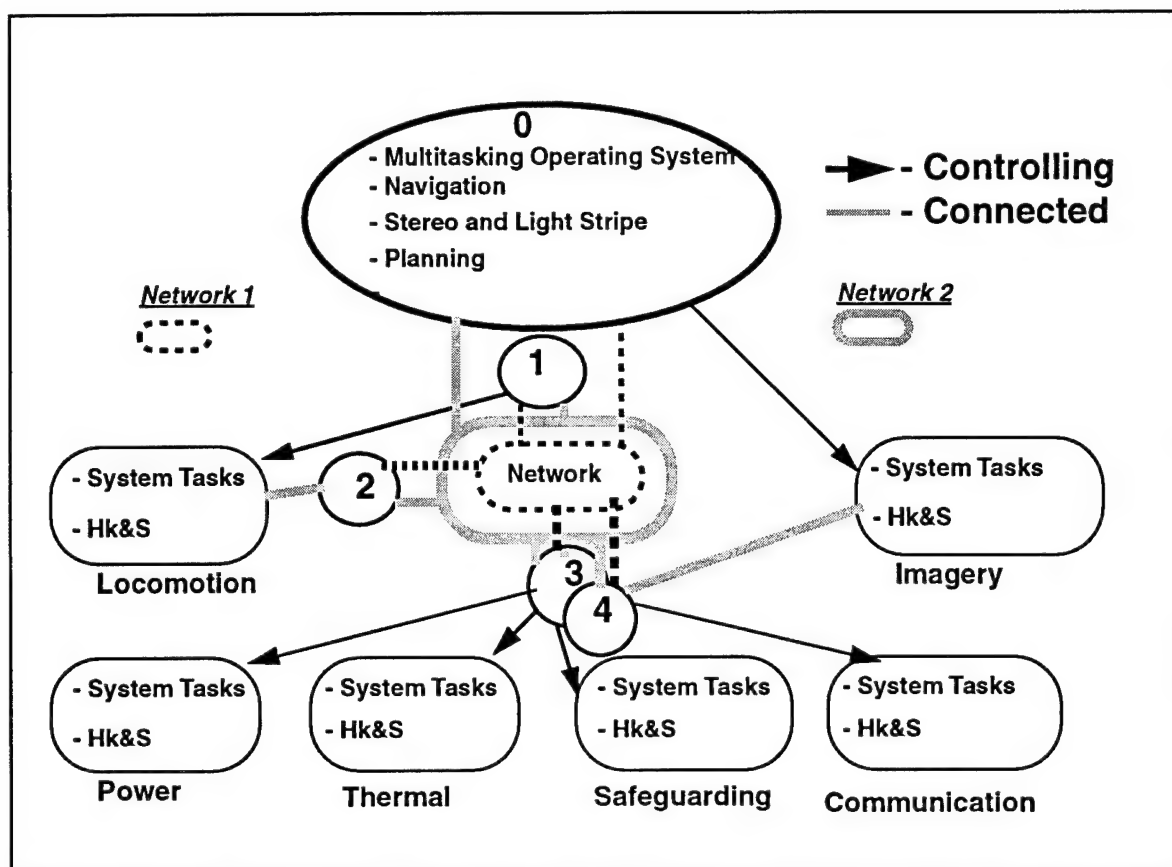 0
- Multitasking Operating System
- Navigation
- Stereo and Light Stripe
- Planning
- Controlling
- Connected
Network 1
Network 2
1
Network
2
- System Tasks
- Hk&S
Locomotion
- System Tasks
- Hk&S
Imagery
3
4
- System Tasks
- Hk&S
Power
- System Tasks
- Hk&S
Thermal
- System Tasks
- Hk&S
Safeguarding
- System Tasks
- Hk&S
Communication